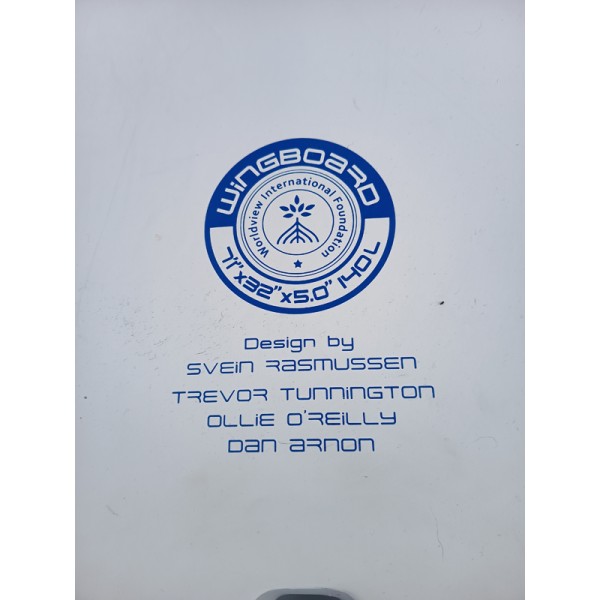 WiNGBOARD
Worldview International Foundation
7'1"x32"x5.0" 140L
Design by
SVEiN RASMUSSEN
TREVOR TUNNINGTON
OLLiE O'REiLLY
DAN ARNON